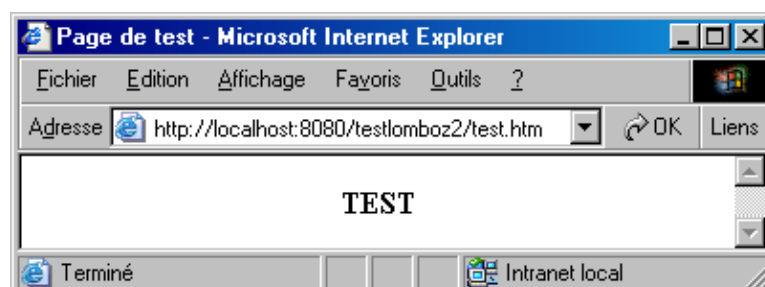 Page de test - Microsoft Internet Explorer
Fichier Edition Affichage Favoris Outils ?
Adresse http://localhost:8080/testlomboz2/test.htm OK Liens
TEST
Terminé Intranet local